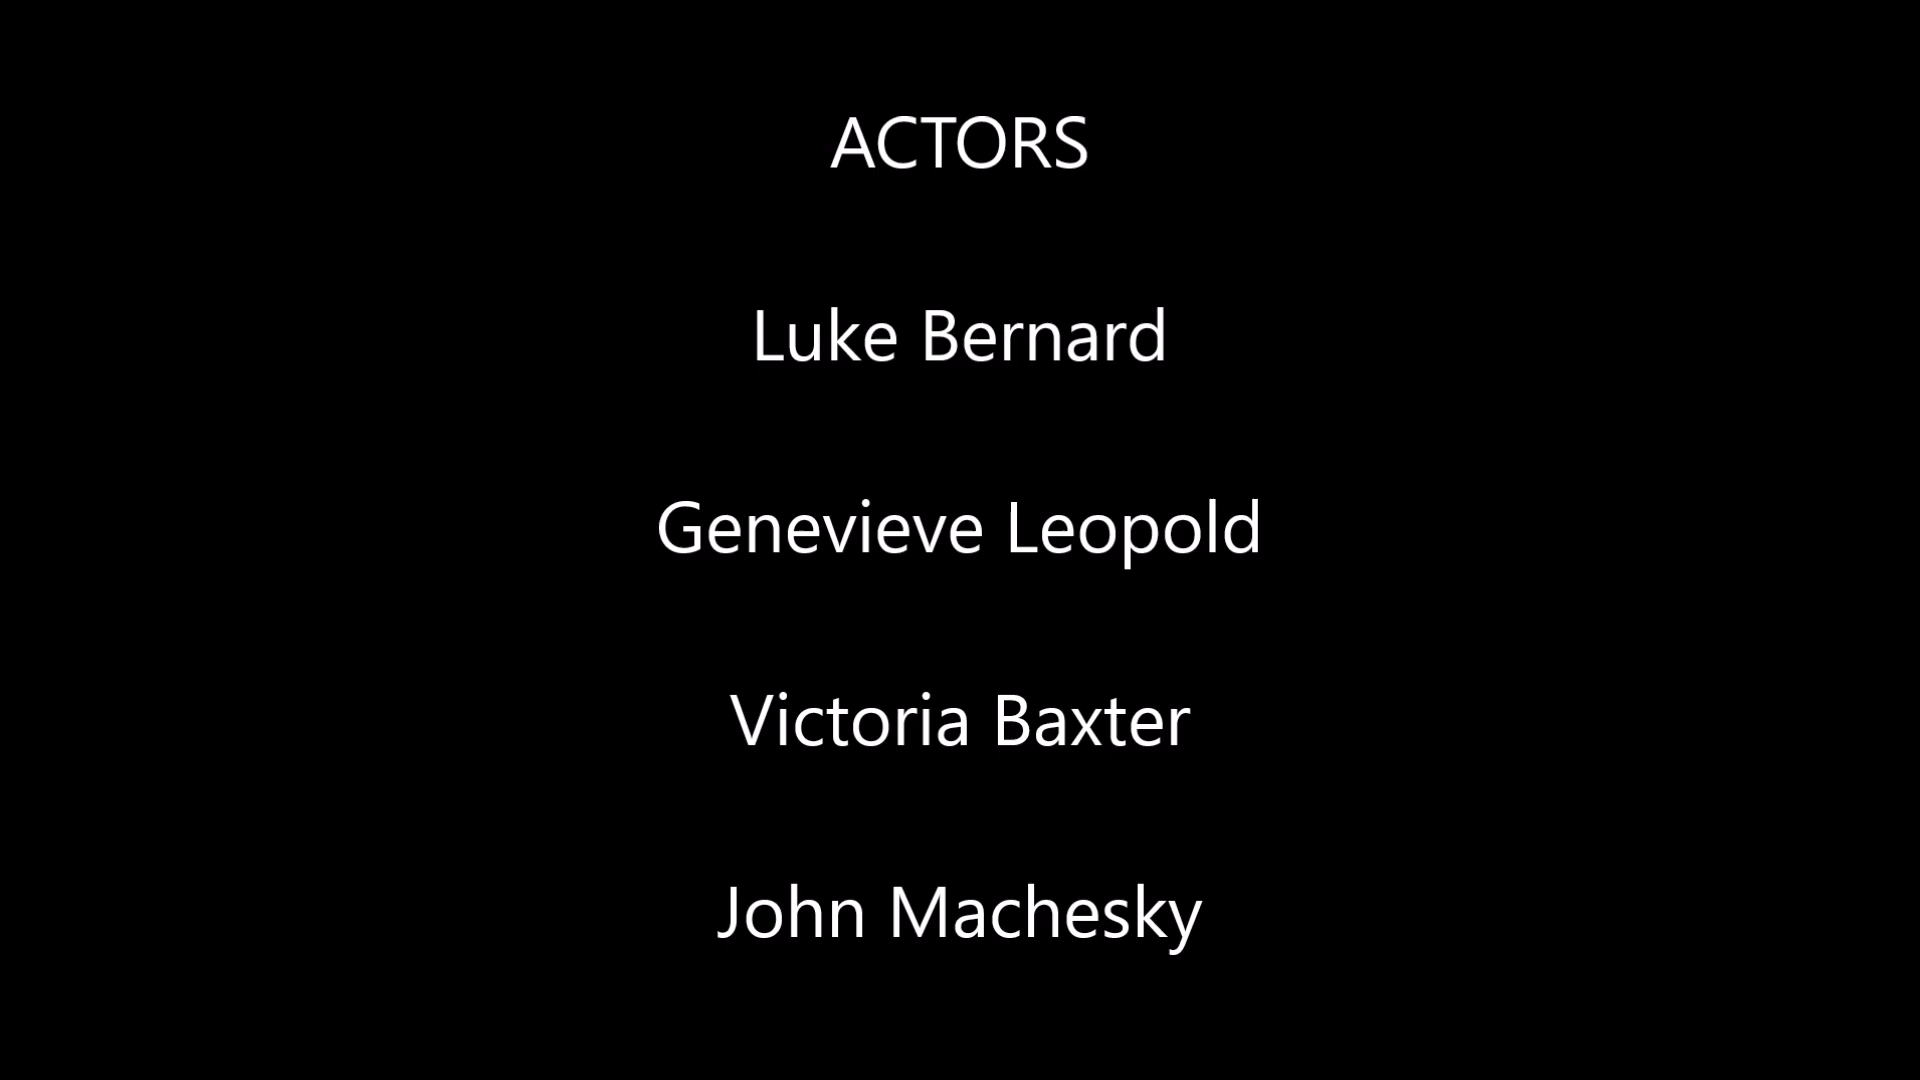 ACTORS
Luke Bernard
Genevieve Leopold
Victoria Baxter
John Machesky